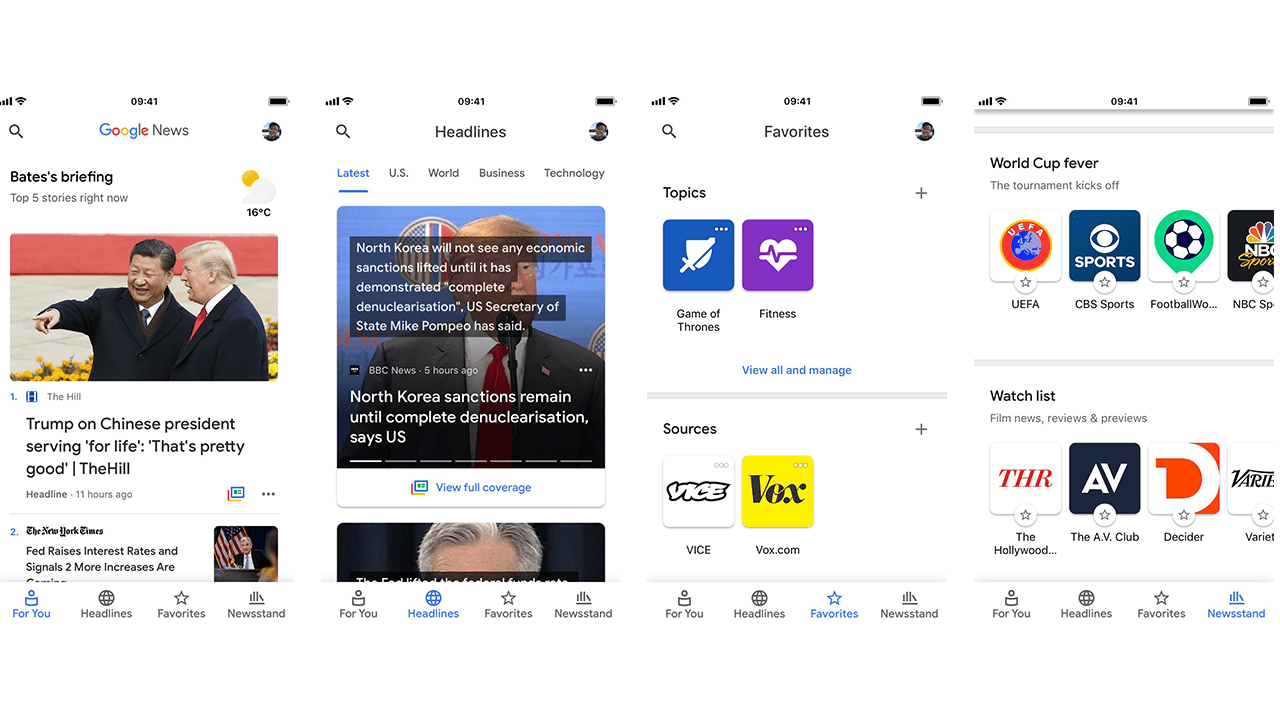 09:41
Google News
Bates's briefing
Top 5 stories right now
16°C
1. The Hill
Trump on Chinese president
serving 'for life': 'That's pretty
good' | TheHill
Headline · 11 hours ago
2. The New York Times
Fed Raises Interest Rates and
Signals 2 More Increases Are
For You
Headlines
Favorites
Newsstand
09:41
Headlines
Latest
U.S.
World
Business
Technology
North Korea will not see any economic
sanctions lifted until it has
demonstrated "complete
denuclearisation", US Secretary of
State Mike Pompeo has said.
BBC News · 5 hours ago
North Korea sanctions remain
until complete denuclearisation,
says US
View full coverage
The Fed lifted the federal funds rate
For You
Headlines
Favorites
Newsstand
09:41
Favorites
Topics
Game of
Thrones
Fitness
View all and manage
Sources
VICE
Vox
VICE
Vox.com
For You
Headlines
Favorites
Newsstand
09:41
World Cup fever
The tournament kicks off
UEFA
CBS SPORTS
NBC
Sports
UEFA
CBS Sports
FootballWo...
NBC Sp
Watch list
Film news, reviews & previews
THR
AV
D
VARIE
The
Hollywood...
The A.V. Club
Decider
Variet
For You
Headlines
Favorites
Newsstand